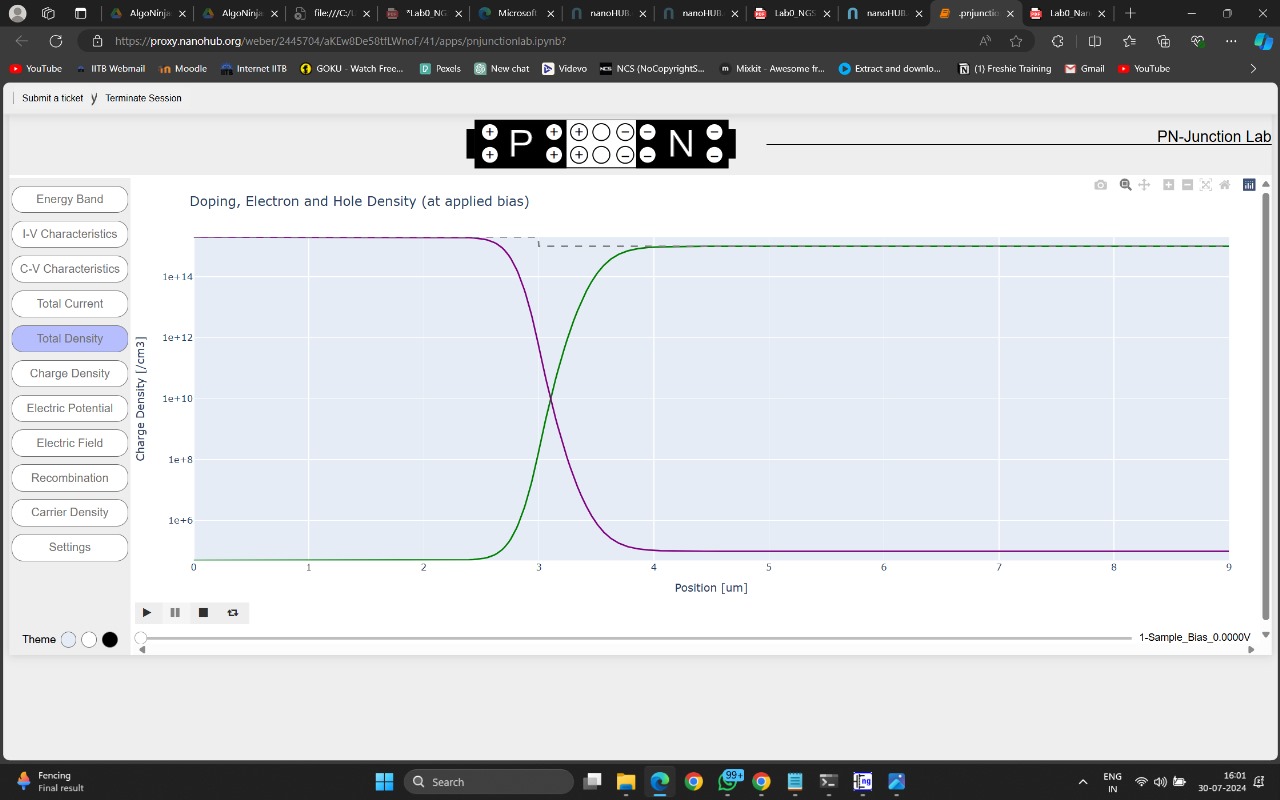 AlgoNinja
AlgoNinja
file:///C:/U
*Lab0_NG
Microsoft
nanoHUB.
nanoHUB.
Lab0_NGS
nanoHUB.
.pnjunctio
Lab0_Nar
https://proxy.nanohub.org/weber/2445704/aKEw8De58tfLWnoF/41/apps/pnjunctionlab.ipynb?
YouTube
IITB Webmail
Moodle
Internet IITB
GOKU - Watch Free...
Pexels
New chat
Videvo
NCS (NoCopyrightS...
Mixkit - Awesome fr...
Extract and downlo...
(1) Freshie Training
Gmail
YouTube
Submit a ticket
Terminate Session
P
N
PN-Junction Lab
Energy Band
I-V Characteristics
C-V Characteristics
Total Current
Total Density
Charge Density
Electric Potential
Electric Field
Recombination
Carrier Density
Settings
Theme
Doping, Electron and Hole Density (at applied bias)
Charge Density [/cm3]
1e+14
1e+12
1e+10
1e+8
1e+6
0 1 2 3 4 5 6 7 8 9
Position [um]
1-Sample_Bias_0.0000V
Fencing
Final result
Search
99+
ENG
IN
16:01
30-07-2024